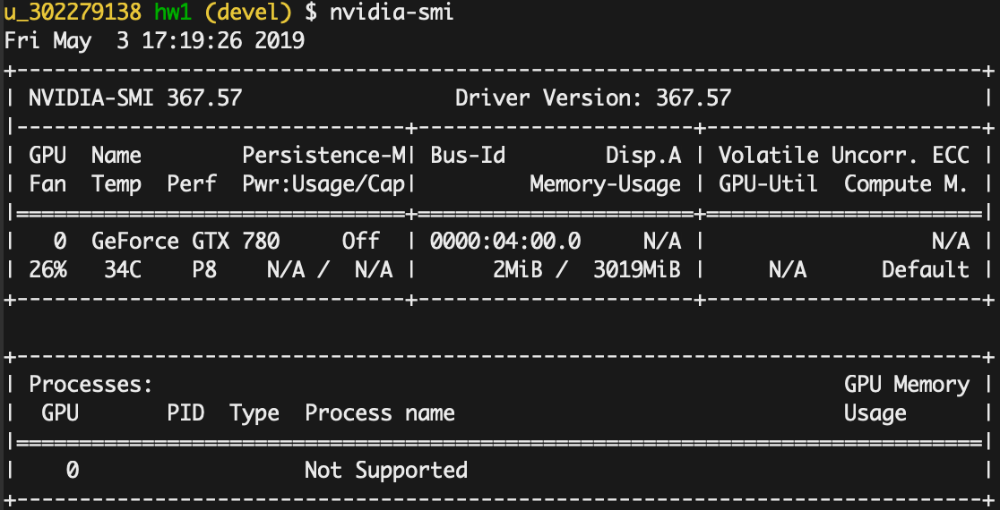 u_302279138 hw1 (devel) $ nvidia-smi
Fri May  3 17:19:26 2019
+-----------------------------------------------------------------------------+
| NVIDIA-SMI 367.57                 Driver Version: 367.57                    |
|-------------------------------+----------------------+----------------------+
| GPU  Name        Persistence-M| Bus-Id        Disp.A | Volatile Uncorr. ECC |
| Fan  Temp  Perf  Pwr:Usage/Cap|         Memory-Usage | GPU-Util  Compute M. |
|===============================+======================+======================|
|   0  GeForce GTX 780     Off  | 0000:04:00.0     N/A |                  N/A |
| 26%   34C    P8    N/A /  N/A |      2MiB /  3019MiB |     N/A      Default |
+-------------------------------+----------------------+----------------------+
+-----------------------------------------------------------------------------+
| Processes:                                                       GPU Memory |
|  GPU       PID  Type  Process name                               Usage      |
|=============================================================================|
|    0                  Not Supported                                         |
+-----------------------------------------------------------------------------+